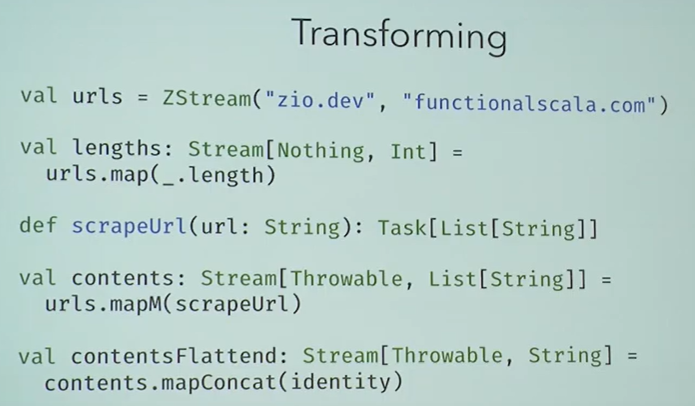 Transforming
val urls = ZStream("zio.dev", "functionalscala.com")
val lengths: Stream[Nothing, Int] =
urls.map(_.length)
def scrapeUrl(url: String): Task[List[String]]
val contents: Stream[Throwable, List[String]] =
urls.mapM(scrapeUrl)
val contentsFlattend: Stream[Throwable, String] =
contents.mapConcat(identity)